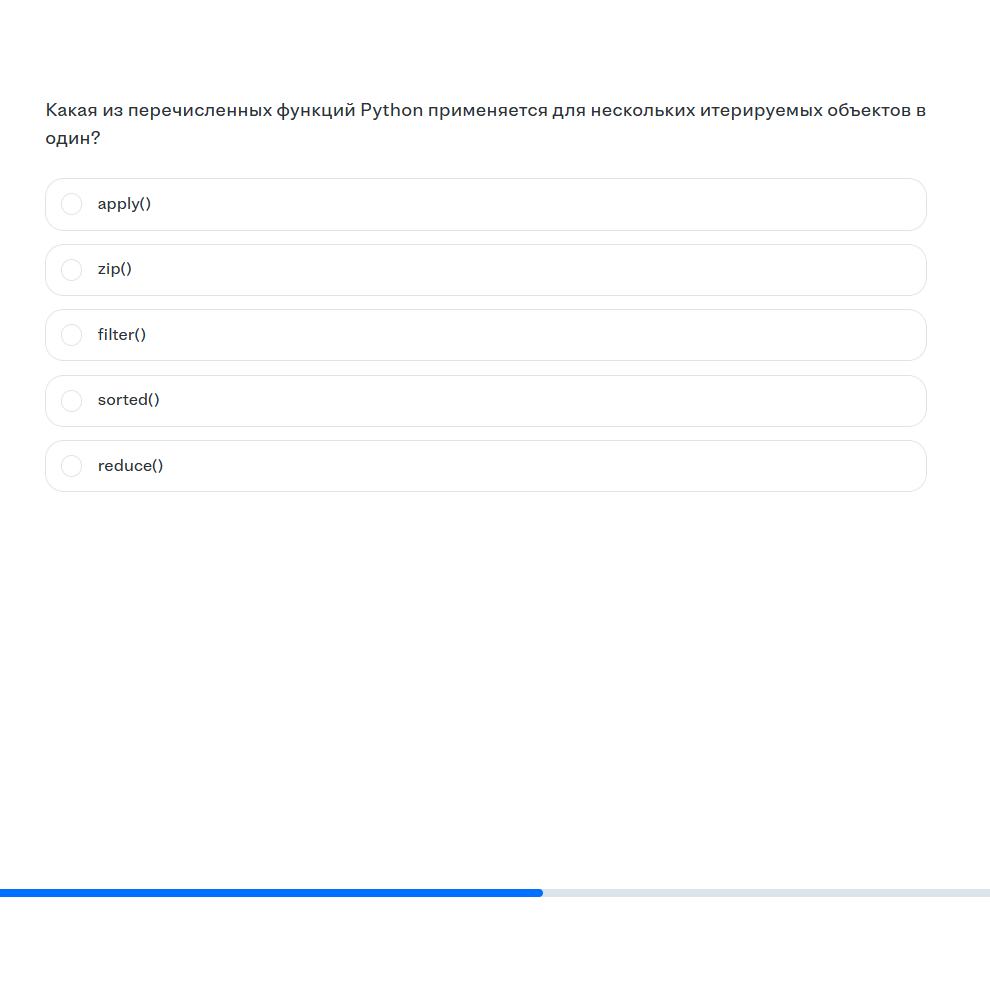 Какая из перечисленных функций Python применяется для нескольких итерируемых объектов в
один?
apply()
zip()
filter()
sorted()
reduce()